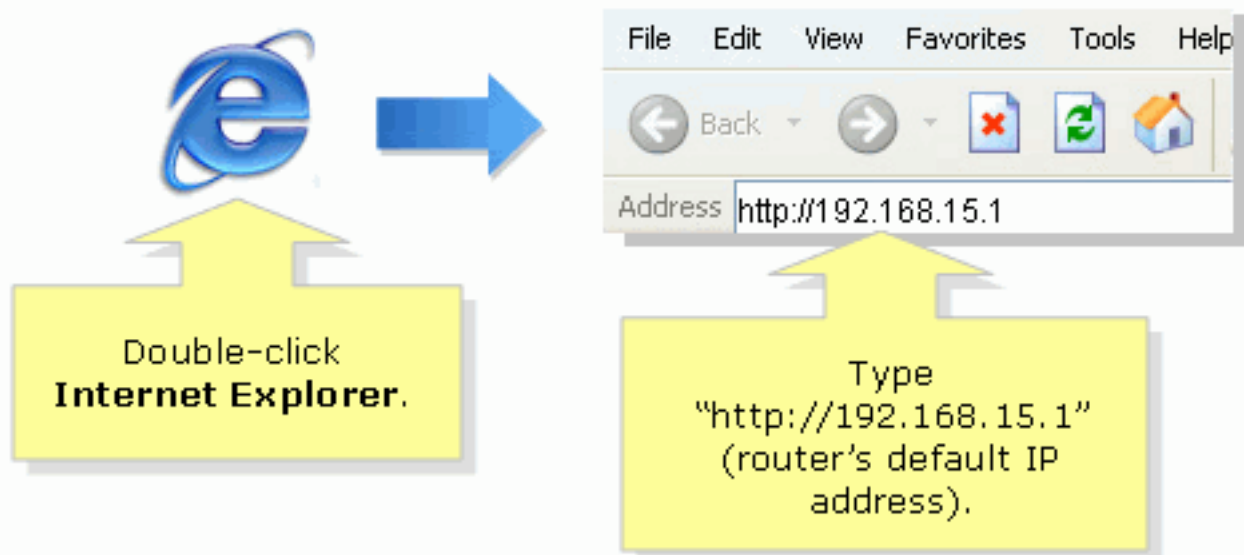 File Edit View Favorites Tools Help
Back
Address http://192.168.15.1
Double-click
Internet Explorer.
Type
“http://192.168.15.1”
(router’s default IP
address).